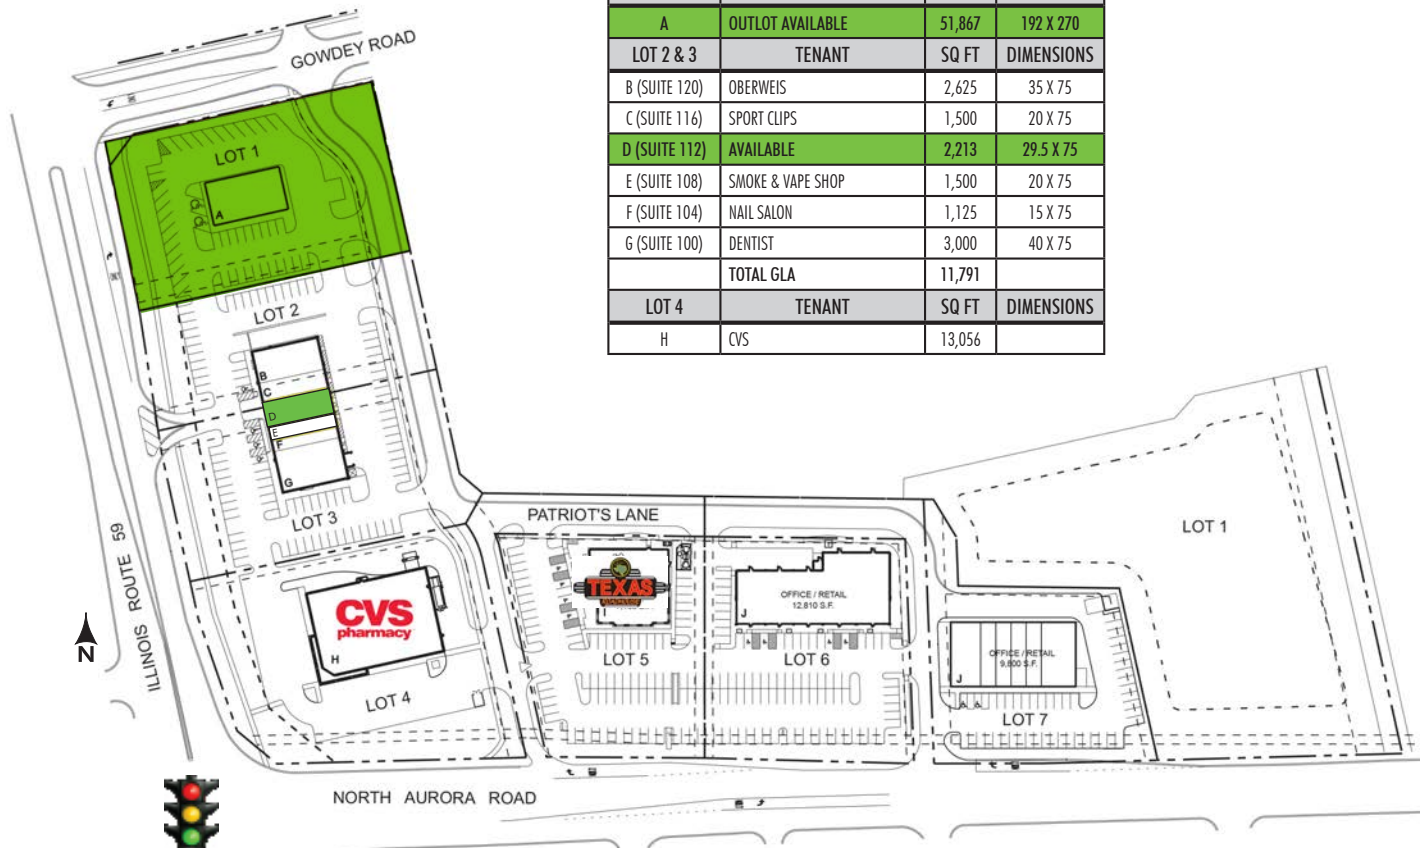 A OUTLOT AVAILABLE 51,867 192 X 270
LOT 2 & 3 TENANT SQ FT DIMENSIONS
B (SUITE 120) OBERWEIS 2,625 35 X 75
C (SUITE 116) SPORT CLIPS 1,500 20 X 75
D (SUITE 112) AVAILABLE 2,213 29.5 X 75
E (SUITE 108) SMOKE & VAPE SHOP 1,500 20 X 75
F (SUITE 104) NAIL SALON 1,125 15 X 75
G (SUITE 100) DENTIST 3,000 40 X 75
TOTAL GLA 11,791
LOT 4 TENANT SQ FT DIMENSIONS
H CVS 13,056
GOWDEY ROAD
LOT 1
A
LOT 2
B
C
D
E
F
G
LOT 3
ILLINOIS ROUTE 59
N
CVS
pharmacy
H
LOT 4
PATRIOT'S LANE
TEXAS
LOT 5
OFFICE / RETAIL
12,810 S.F.
J
LOT 6
OFFICE / RETAIL
9,800 S.F.
J
LOT 7
LOT 1
NORTH AURORA ROAD